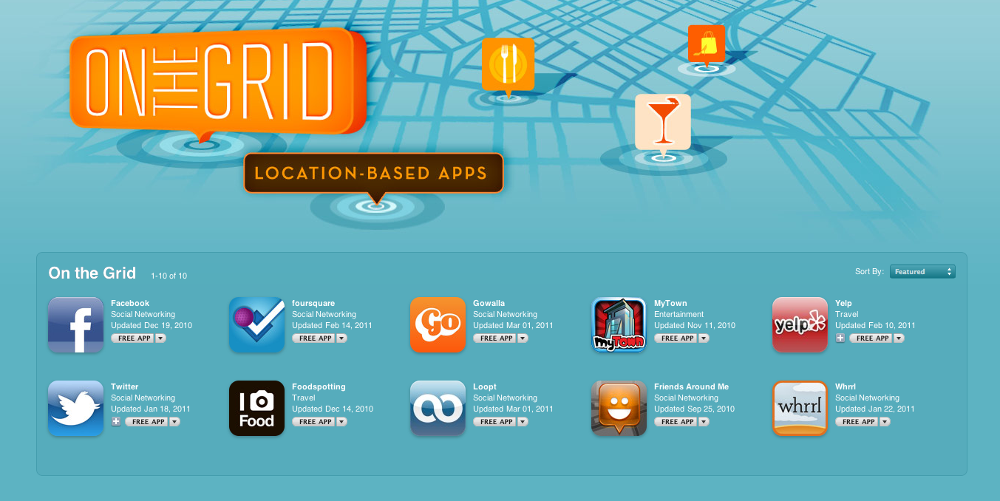 ON THE GRID
LOCATION-BASED APPS
On the Grid 1-10 of 10
Sort By: Featured
Facebook
Social Networking
Updated Dec 19, 2010
FREE APP
foursquare
Social Networking
Updated Feb 14, 2011
FREE APP
Go
Gowalla
Social Networking
Updated Mar 01, 2011
FREE APP
myTown
MyTown
Entertainment
Updated Nov 11, 2010
FREE APP
yelp
Yelp
Travel
Updated Feb 10, 2011
FREE APP
Twitter
Social Networking
Updated Jan 18, 2011
FREE APP
I
Food
Foodspotting
Travel
Updated Dec 14, 2010
FREE APP
Loopt
Social Networking
Updated Mar 01, 2011
FREE APP
Friends Around Me
Social Networking
Updated Sep 25, 2010
FREE APP
whrrl
Whrrl
Social Networking
Updated Jan 22, 2011
FREE APP